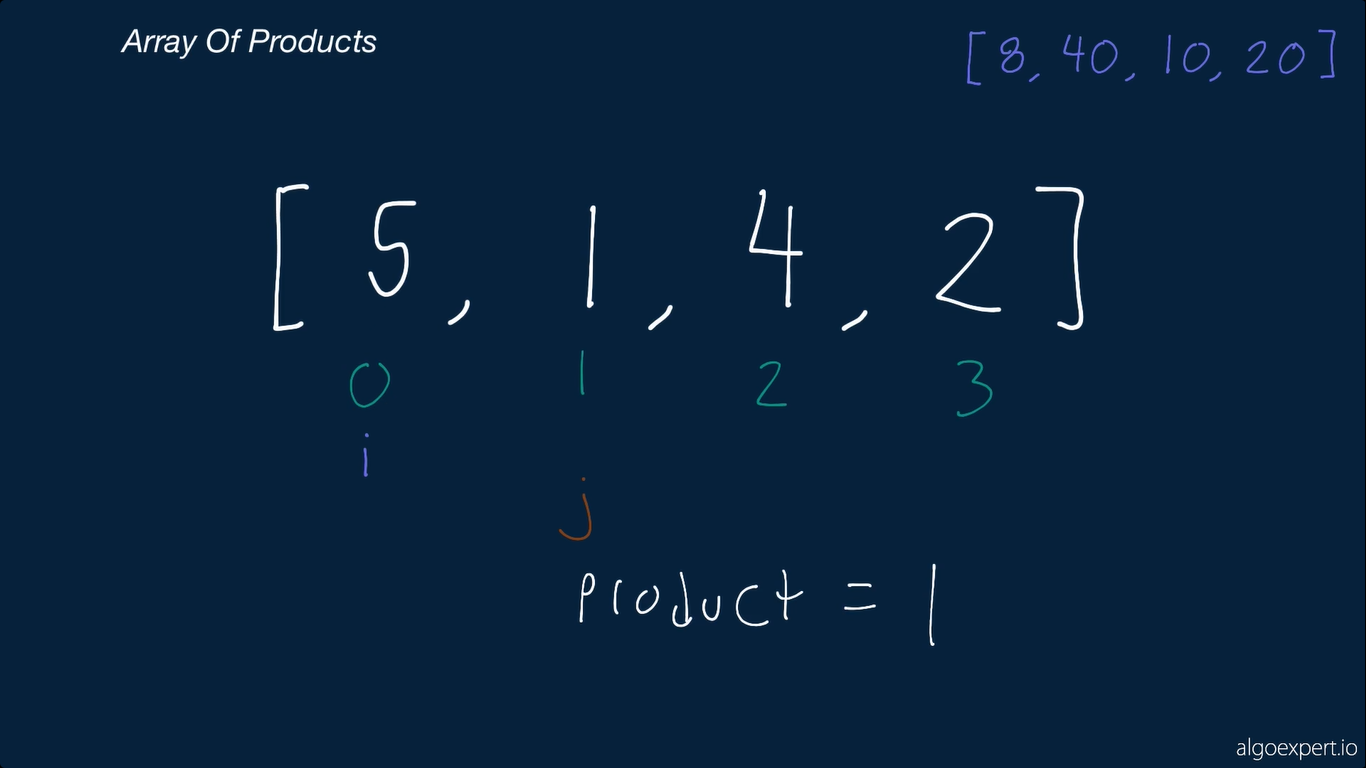 Array Of Products
[8, 40, 10, 20]
[5, 1, 4, 2]
0 1 2 3
i
j
product = 1
algoexpert.io